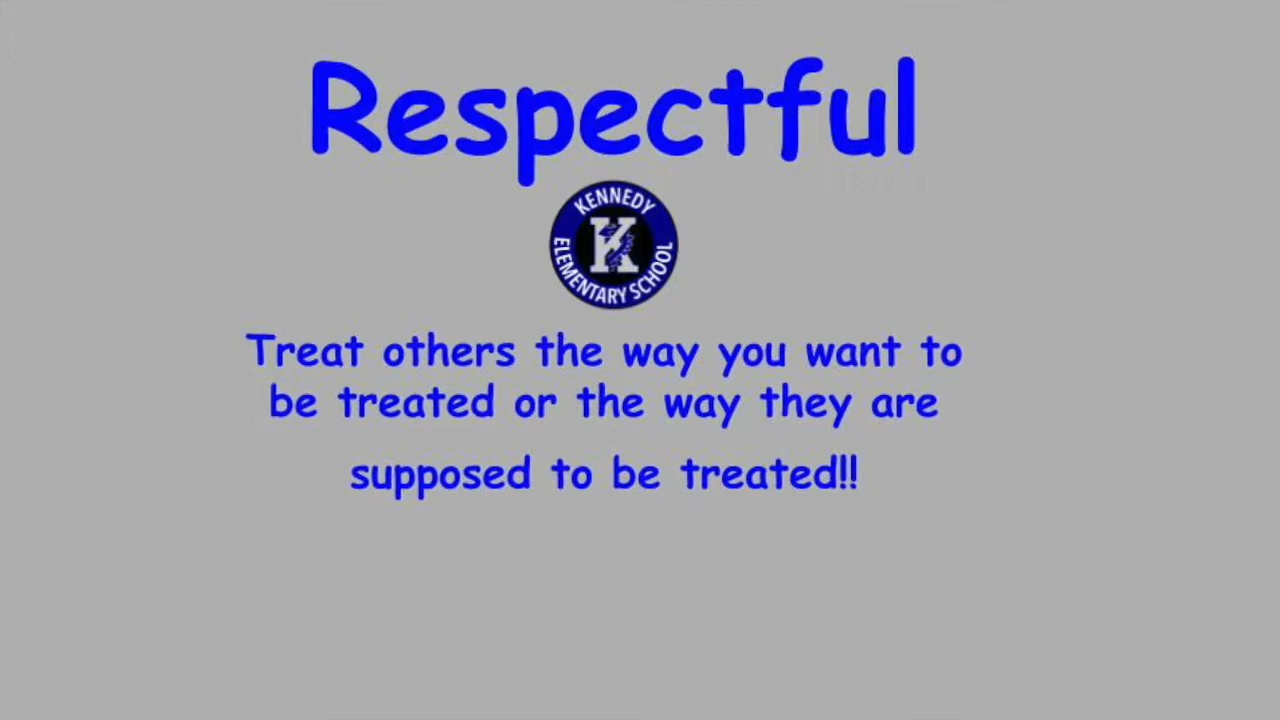 Respectful
KENNEDY
K
ELEMENTARY SCHOOL
Treat others the way you want to
be treated or the way they are
supposed to be treated!!